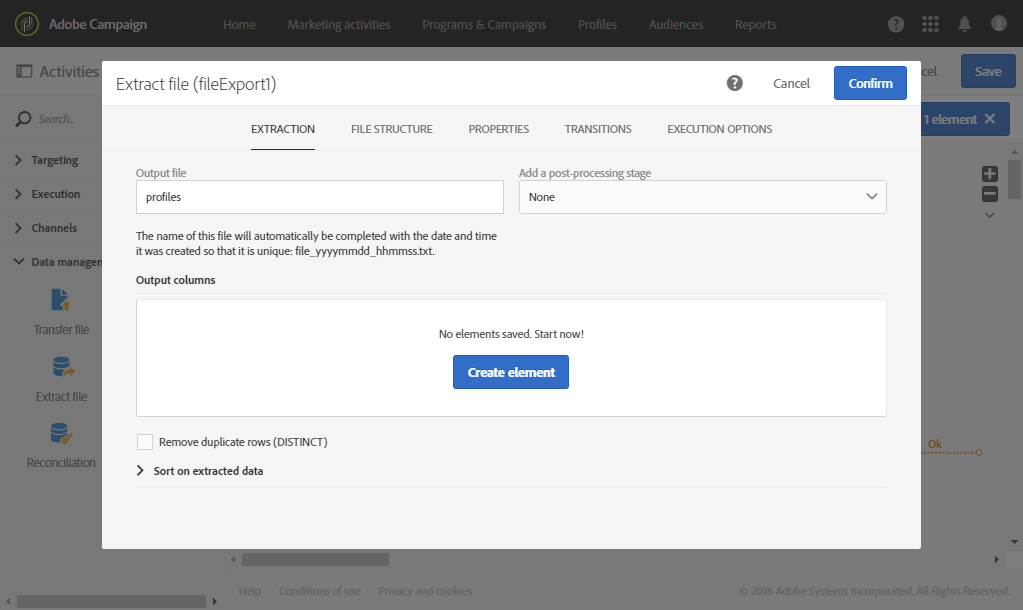 Adobe Campaign
Home
Marketing activities
Programs & Campaigns
Profiles
Audiences
Reports
Activities
cel
Save
Search...
1 element
Targeting
Execution
Channels
Data managen
Transfer file
Extract file
Reconciliation
Extract file (fileExport1)
Cancel
Confirm
EXTRACTION
FILE STRUCTURE
PROPERTIES
TRANSITIONS
EXECUTION OPTIONS
Output file
profiles
Add a post-processing stage
None
The name of this file will automatically be completed with the date and time
it was created so that it is unique: file_yyyymmdd_hhmmss.txt.
Output columns
No elements saved. Start now!
Create element
Remove duplicate rows (DISTINCT)
Sort on extracted data
Ok
Help
Conditions of use
Privacy and cookies
© 2016 Adobe Systems Incorporated. All Rights Reserved.